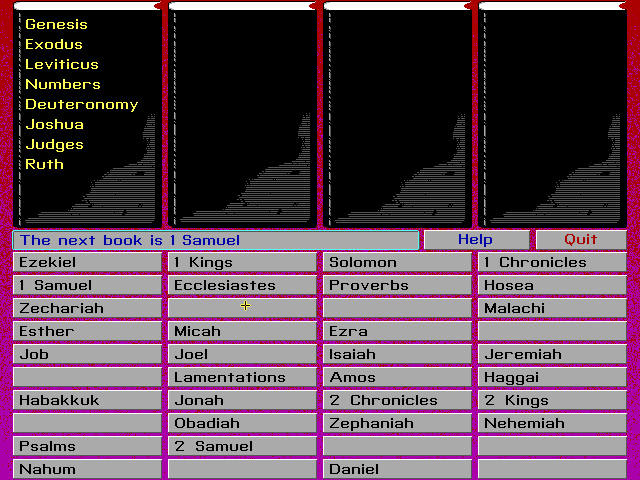 Genesis
Exodus
Leviticus
Numbers
Deuteronomy
Joshua
Judges
Ruth
The next book is 1 Samuel Help Quit
Ezekiel 1 Kings Solomon 1 Chronicles
1 Samuel Ecclesiastes Proverbs Hosea
Zechariah Malachi
Esther Micah Ezra
Job Joel Isaiah Jeremiah
Lamentations Amos Haggai
Habakkuk Jonah 2 Chronicles 2 Kings
Obadiah Zephaniah Nehemiah
Psalms 2 Samuel
Nahum Daniel